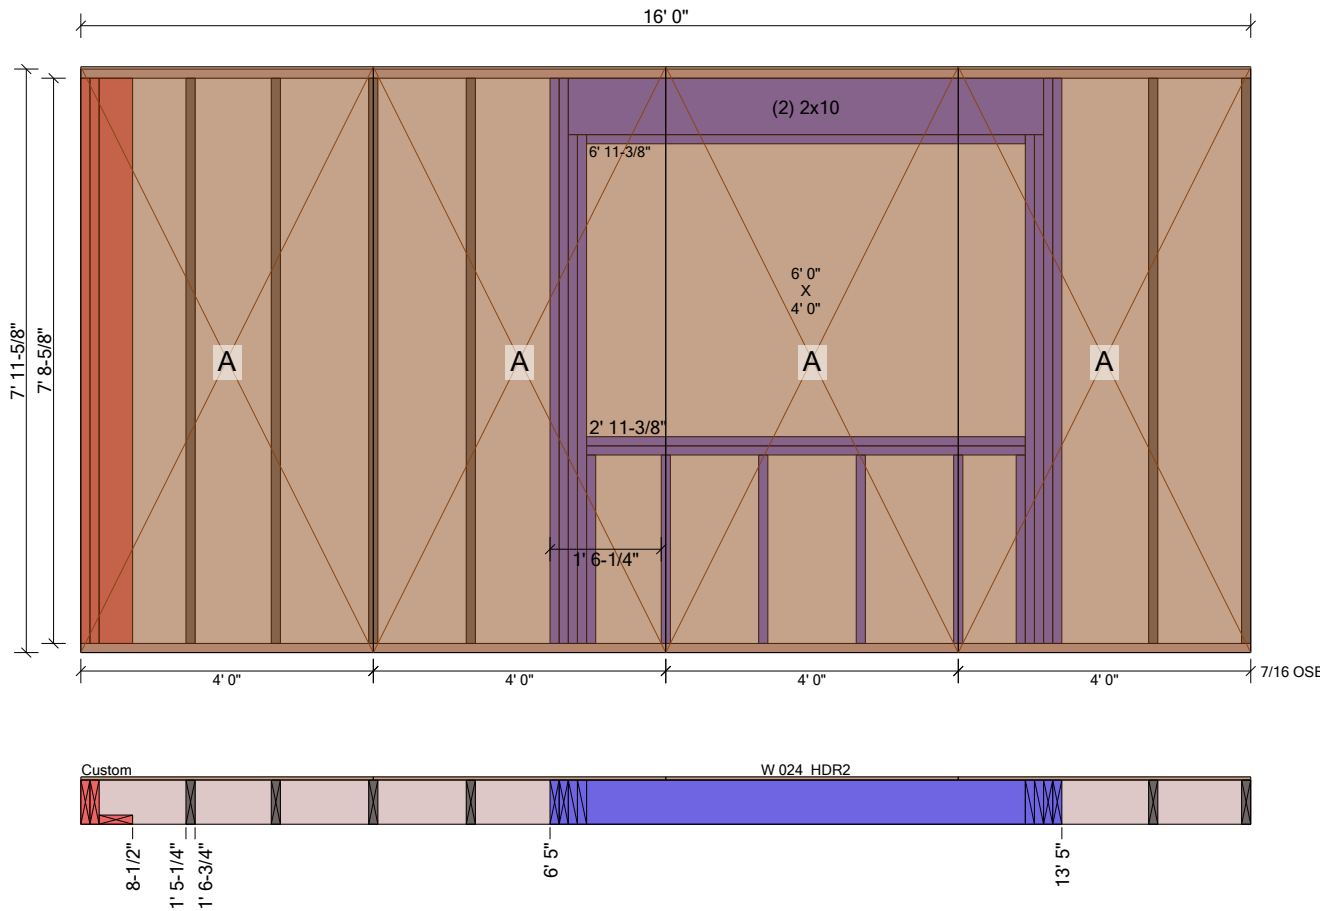 16' 0"
(2) 2x10
6' 11-3/8"
6' 0"
X
4' 0"
7' 11-5/8"
7' 8-5/8"
A
A
A
A
2' 11-3/8"
1' 6-1/4"
4' 0"
4' 0"
4' 0"
4' 0"
7/16 OSB
Custom
W 024 HDR2
8-1/2"
1' 5-1/4"
1' 6-3/4"
6' 5"
13' 5"